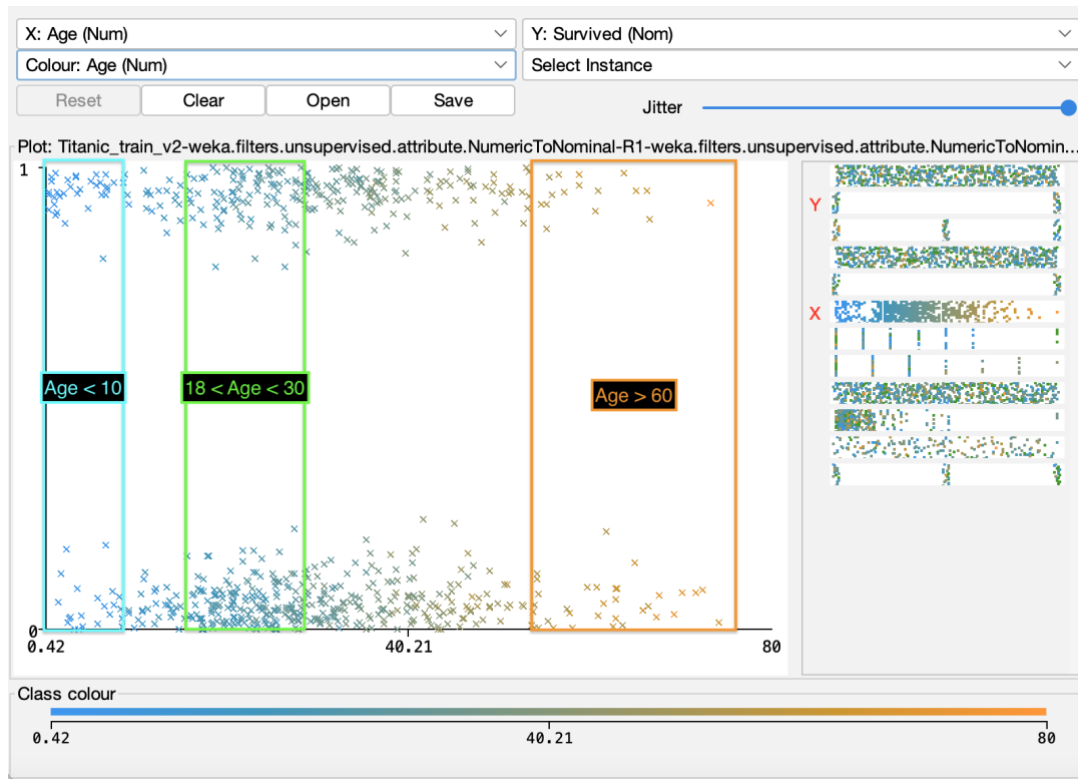 X: Age (Num)
Y: Survived (Nom)
Colour: Age (Num)
Select Instance
Reset
Clear
Open
Save
Jitter
Plot: Titanic_train_v2-weka.filters.unsupervised.attribute.NumericToNominal-R1-weka.filters.unsupervised.attribute.NumericToNomin...
1
Y
X
Age < 10
18 < Age < 30
Age > 60
0
0.42
40.21
80
Class colour
0.42
40.21
80